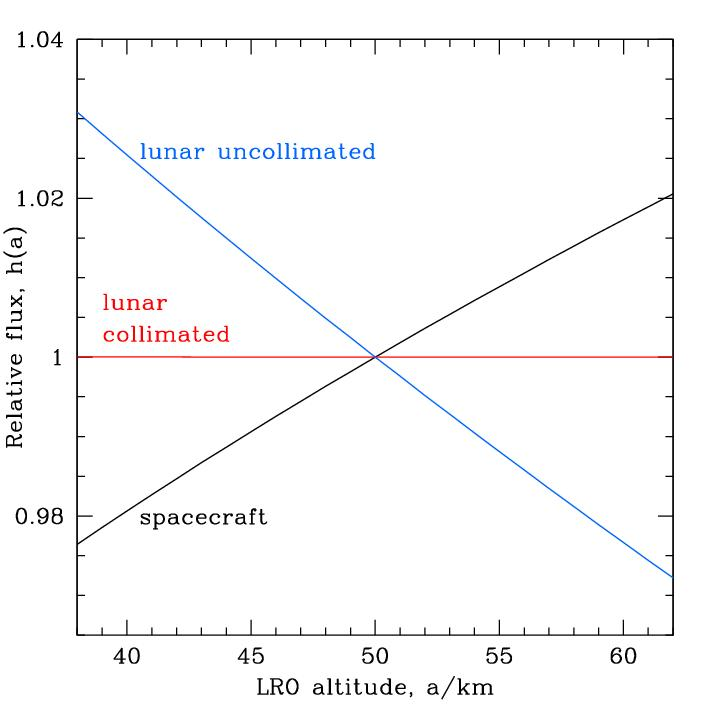 1.04
1.02
1
0.98
Relative flux, h(a)
lunar uncollimated
lunar
collimated
spacecraft
40 45 50 55 60
LRO altitude, a/km